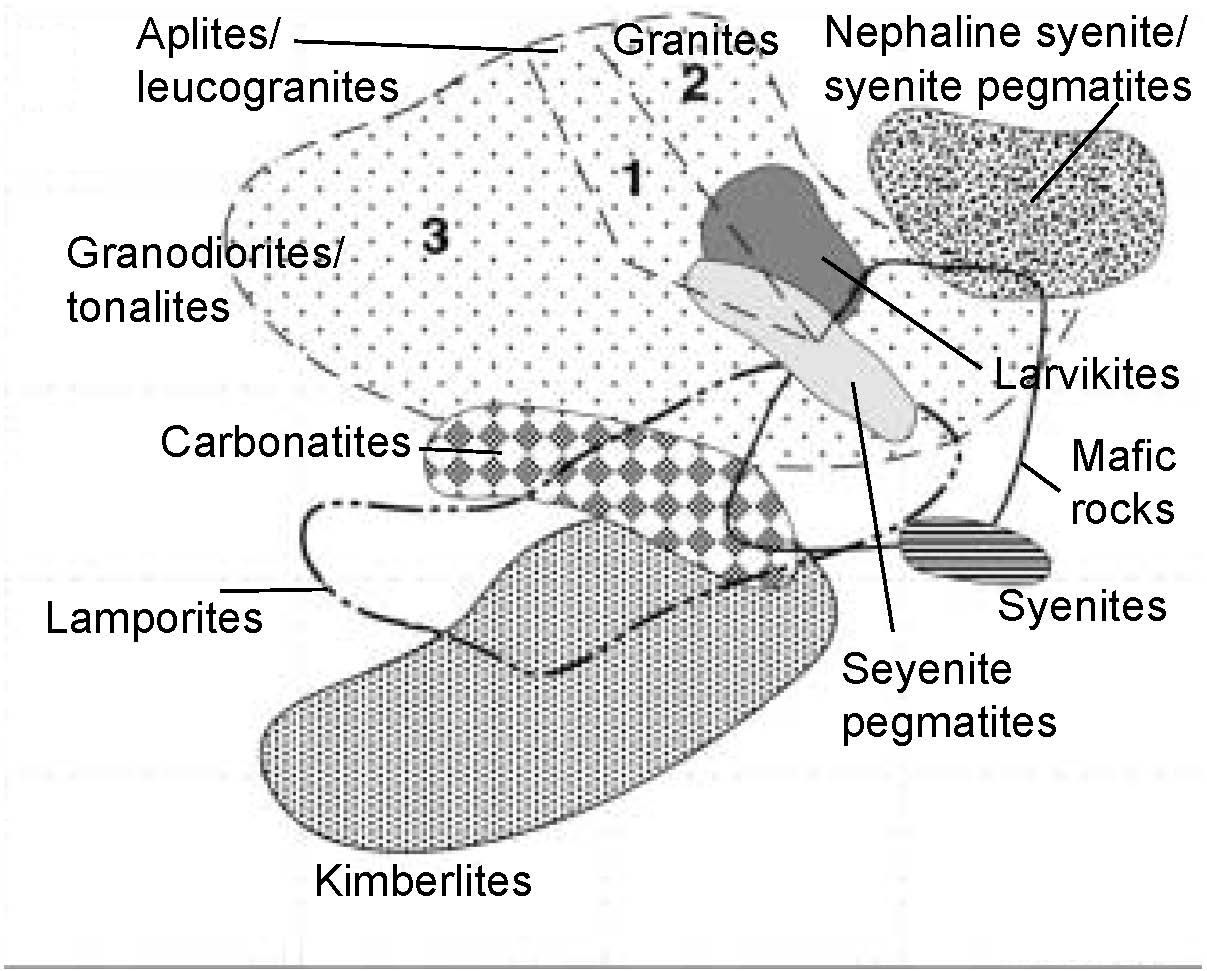 Aplites/
leucogranites
Granites
Nephaline syenite/
syenite pegmatites
2
1
3
Granodiorites/
tonalites
Larvikites
Carbonatites
Mafic
rocks
Lamporites
Syenites
Seyenite
pegmatites
Kimberlites